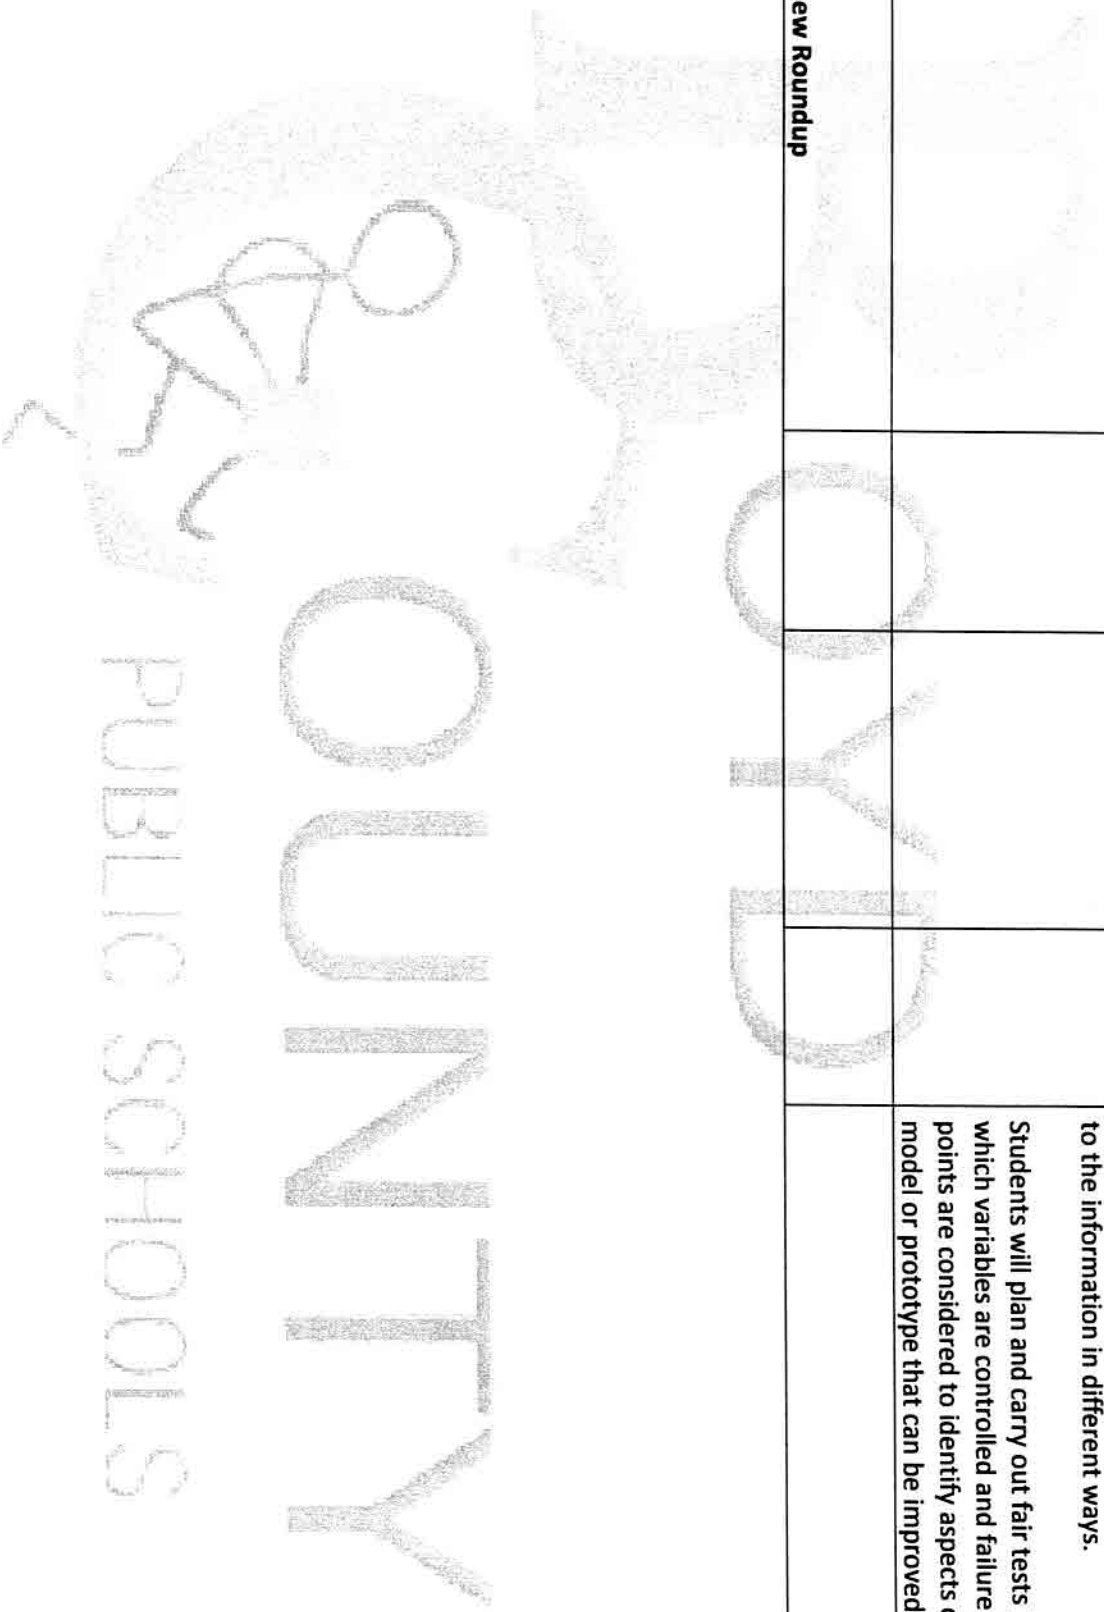 to the information in different ways.
Students will plan and carry out fair tests
which variables are controlled and failure
points are considered to identify aspects
model or prototype that can be improved
ew Roundup
BOYD
COUNTY
PUBLIC SCHOOLS